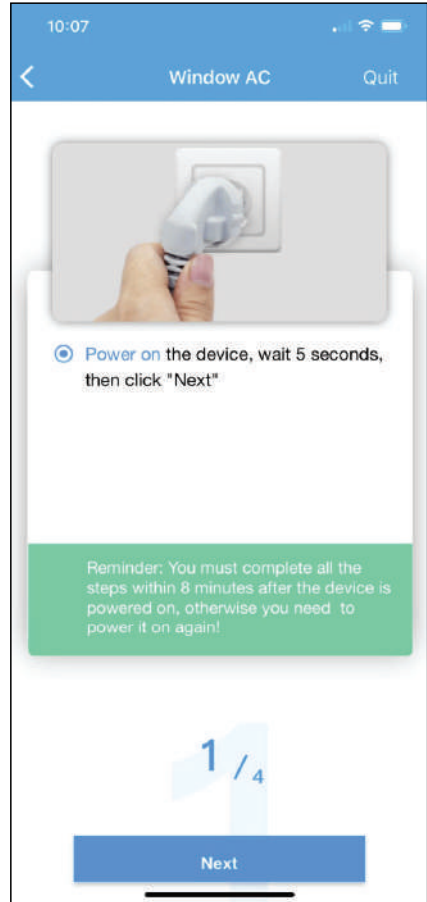 10:07
Window AC
Quit
Power on the device, wait 5 seconds,
then click "Next"
Reminder: You must complete all the
steps within 8 minutes after the device is
powered on, otherwise you need to
power it on again!
1 / 4
Next